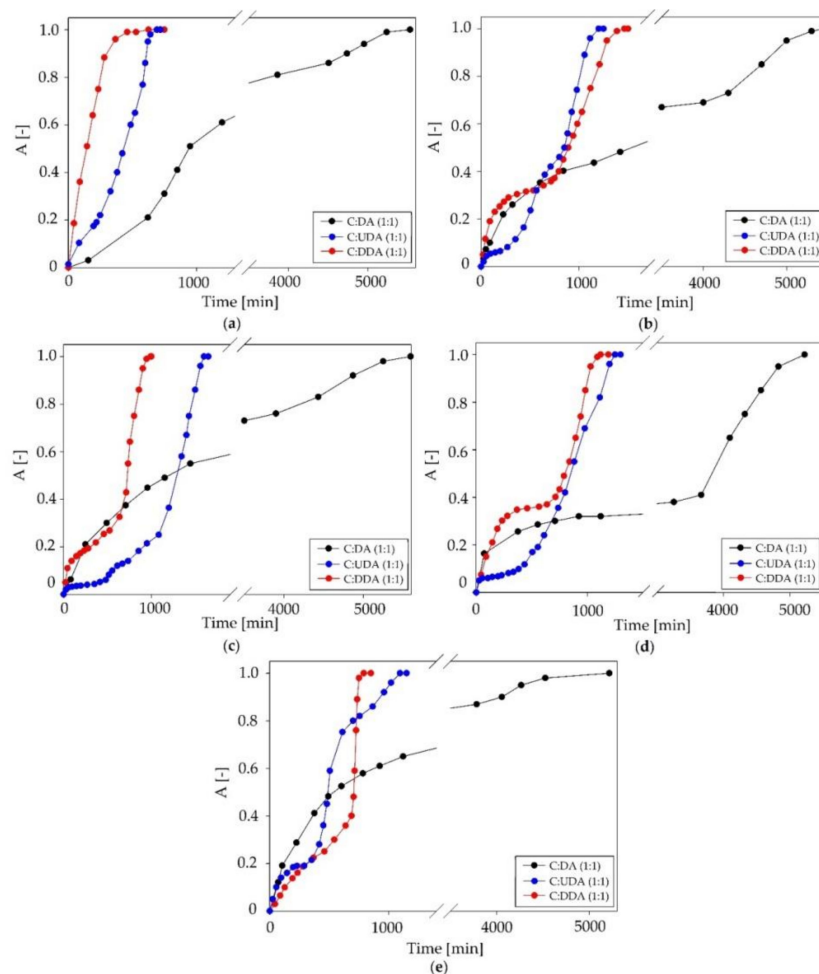 1.0
0.8
0.6
0.4
0.2
0
A [-]
C:DA (1:1)
C:UDA (1:1)
C:DDA (1:1)
0 1000 4000 5000
Time [min]
(a)
1.0
0.8
0.6
0.4
0.2
0
A [-]
C:DA (1:1)
C:UDA (1:1)
C:DDA (1:1)
0 1000 4000 5000
Time [min]
(b)
1.0
0.8
0.6
0.4
0.2
0
A [-]
C:DA (1:1)
C:UDA (1:1)
C:DDA (1:1)
0 1000 4000 5000
Time [min]
(c)
1.0
0.8
0.6
0.4
0.2
0
A [-]
C:DA (1:1)
C:UDA (1:1)
C:DDA (1:1)
0 1000 4000 5000
Time [min]
(d)
1.0
0.8
0.6
0.4
0.2
0
A [-]
C:DA (1:1)
C:UDA (1:1)
C:DDA (1:1)
0 1000 4000 5000
Time [min]
(e)